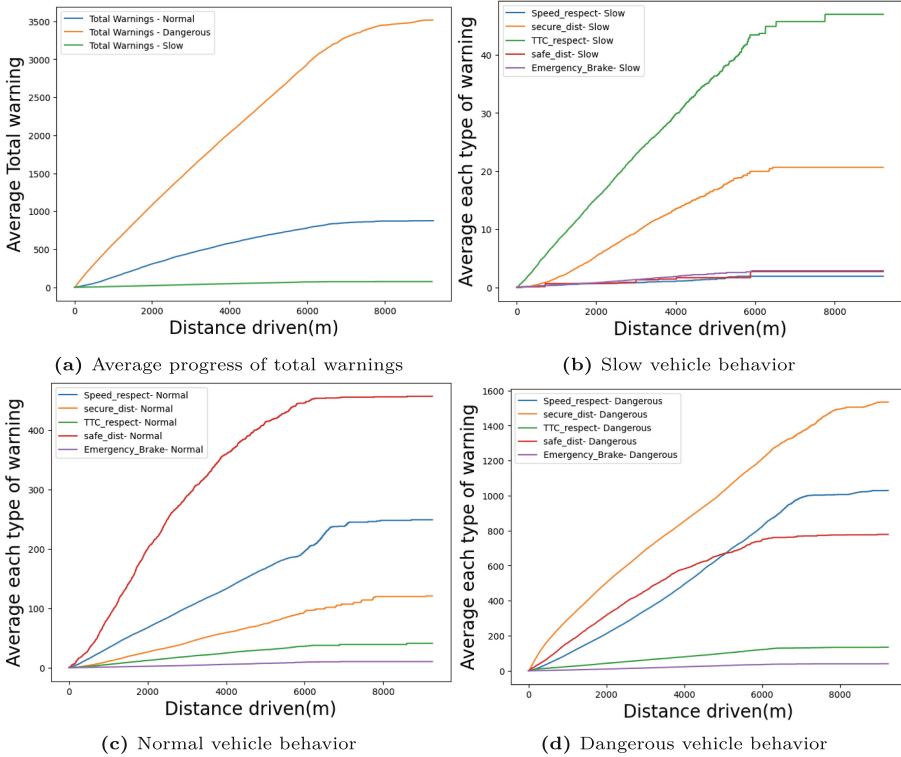 Total Warnings - Normal
Total Warnings - Dangerous
Total Warnings - Slow
Average Total warning
3500
3000
2500
2000
1500
1000
500
0
0 2000 4000 6000 8000
Distance driven(m)
(a) Average progress of total warnings
Speed_respect- Slow
secure_dist- Slow
TTC_respect- Slow
safe_dist- Slow
Emergency_Brake- Slow
Average each type of warning
40
30
20
10
0
0 2000 4000 6000 8000
Distance driven(m)
(b) Slow vehicle behavior
Speed_respect- Normal
secure_dist- Normal
TTC_respect- Normal
safe_dist- Normal
Emergency_Brake- Normal
Average each type of warning
400
300
200
100
0
0 2000 4000 6000 8000
Distance driven(m)
(c) Normal vehicle behavior
Speed_respect- Dangerous
secure_dist- Dangerous
TTC_respect- Dangerous
safe_dist- Dangerous
Emergency_Brake- Dangerous
Average each type of warning
1600
1400
1200
1000
800
600
400
200
0
0 2000 4000 6000 8000
Distance driven(m)
(d) Dangerous vehicle behavior